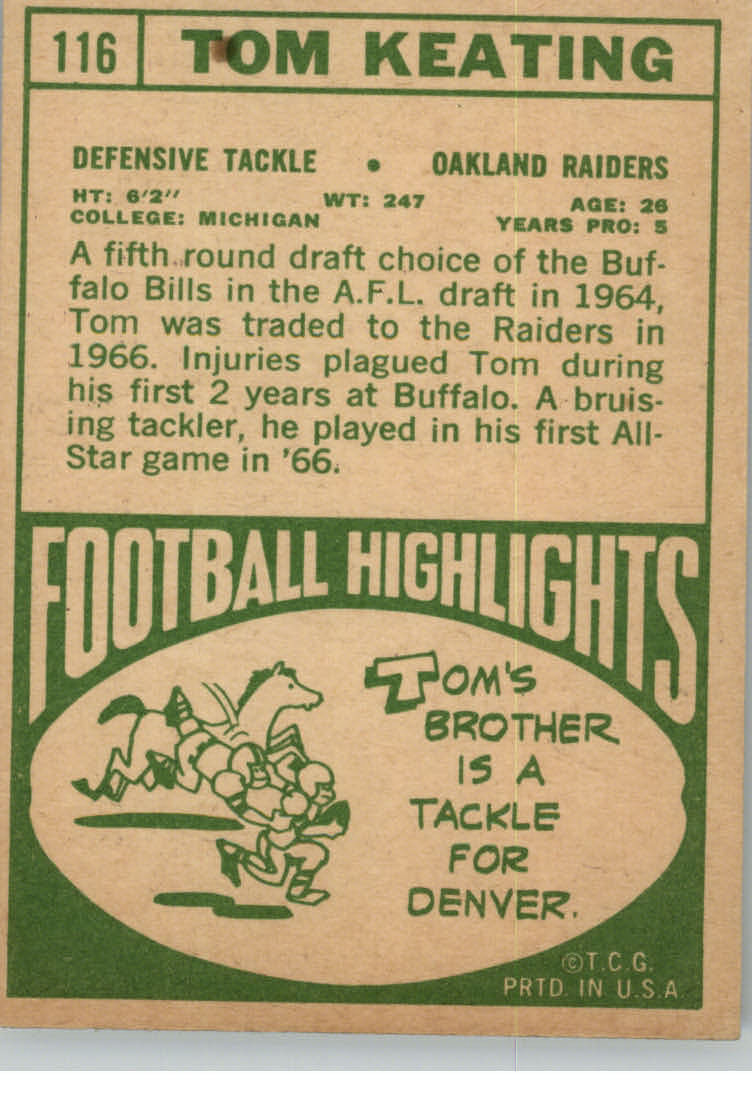 116 TOM KEATING
DEFENSIVE TACKLE • OAKLAND RAIDERS
HT: 6'2" WT: 247 AGE: 26
COLLEGE: MICHIGAN YEARS PRO: 5
A fifth round draft choice of the Buf-
falo Bills in the A.F.L. draft in 1964,
Tom was traded to the Raiders in
1966. Injuries plagued Tom during
his first 2 years at Buffalo. A bruis-
ing tackler, he played in his first All-
Star game in '66.
FOOTBALL HIGHLIGHTS
TOM'S
BROTHER
IS A
TACKLE
FOR
DENVER.
©T.C.G.
PRTD. IN U.S.A.